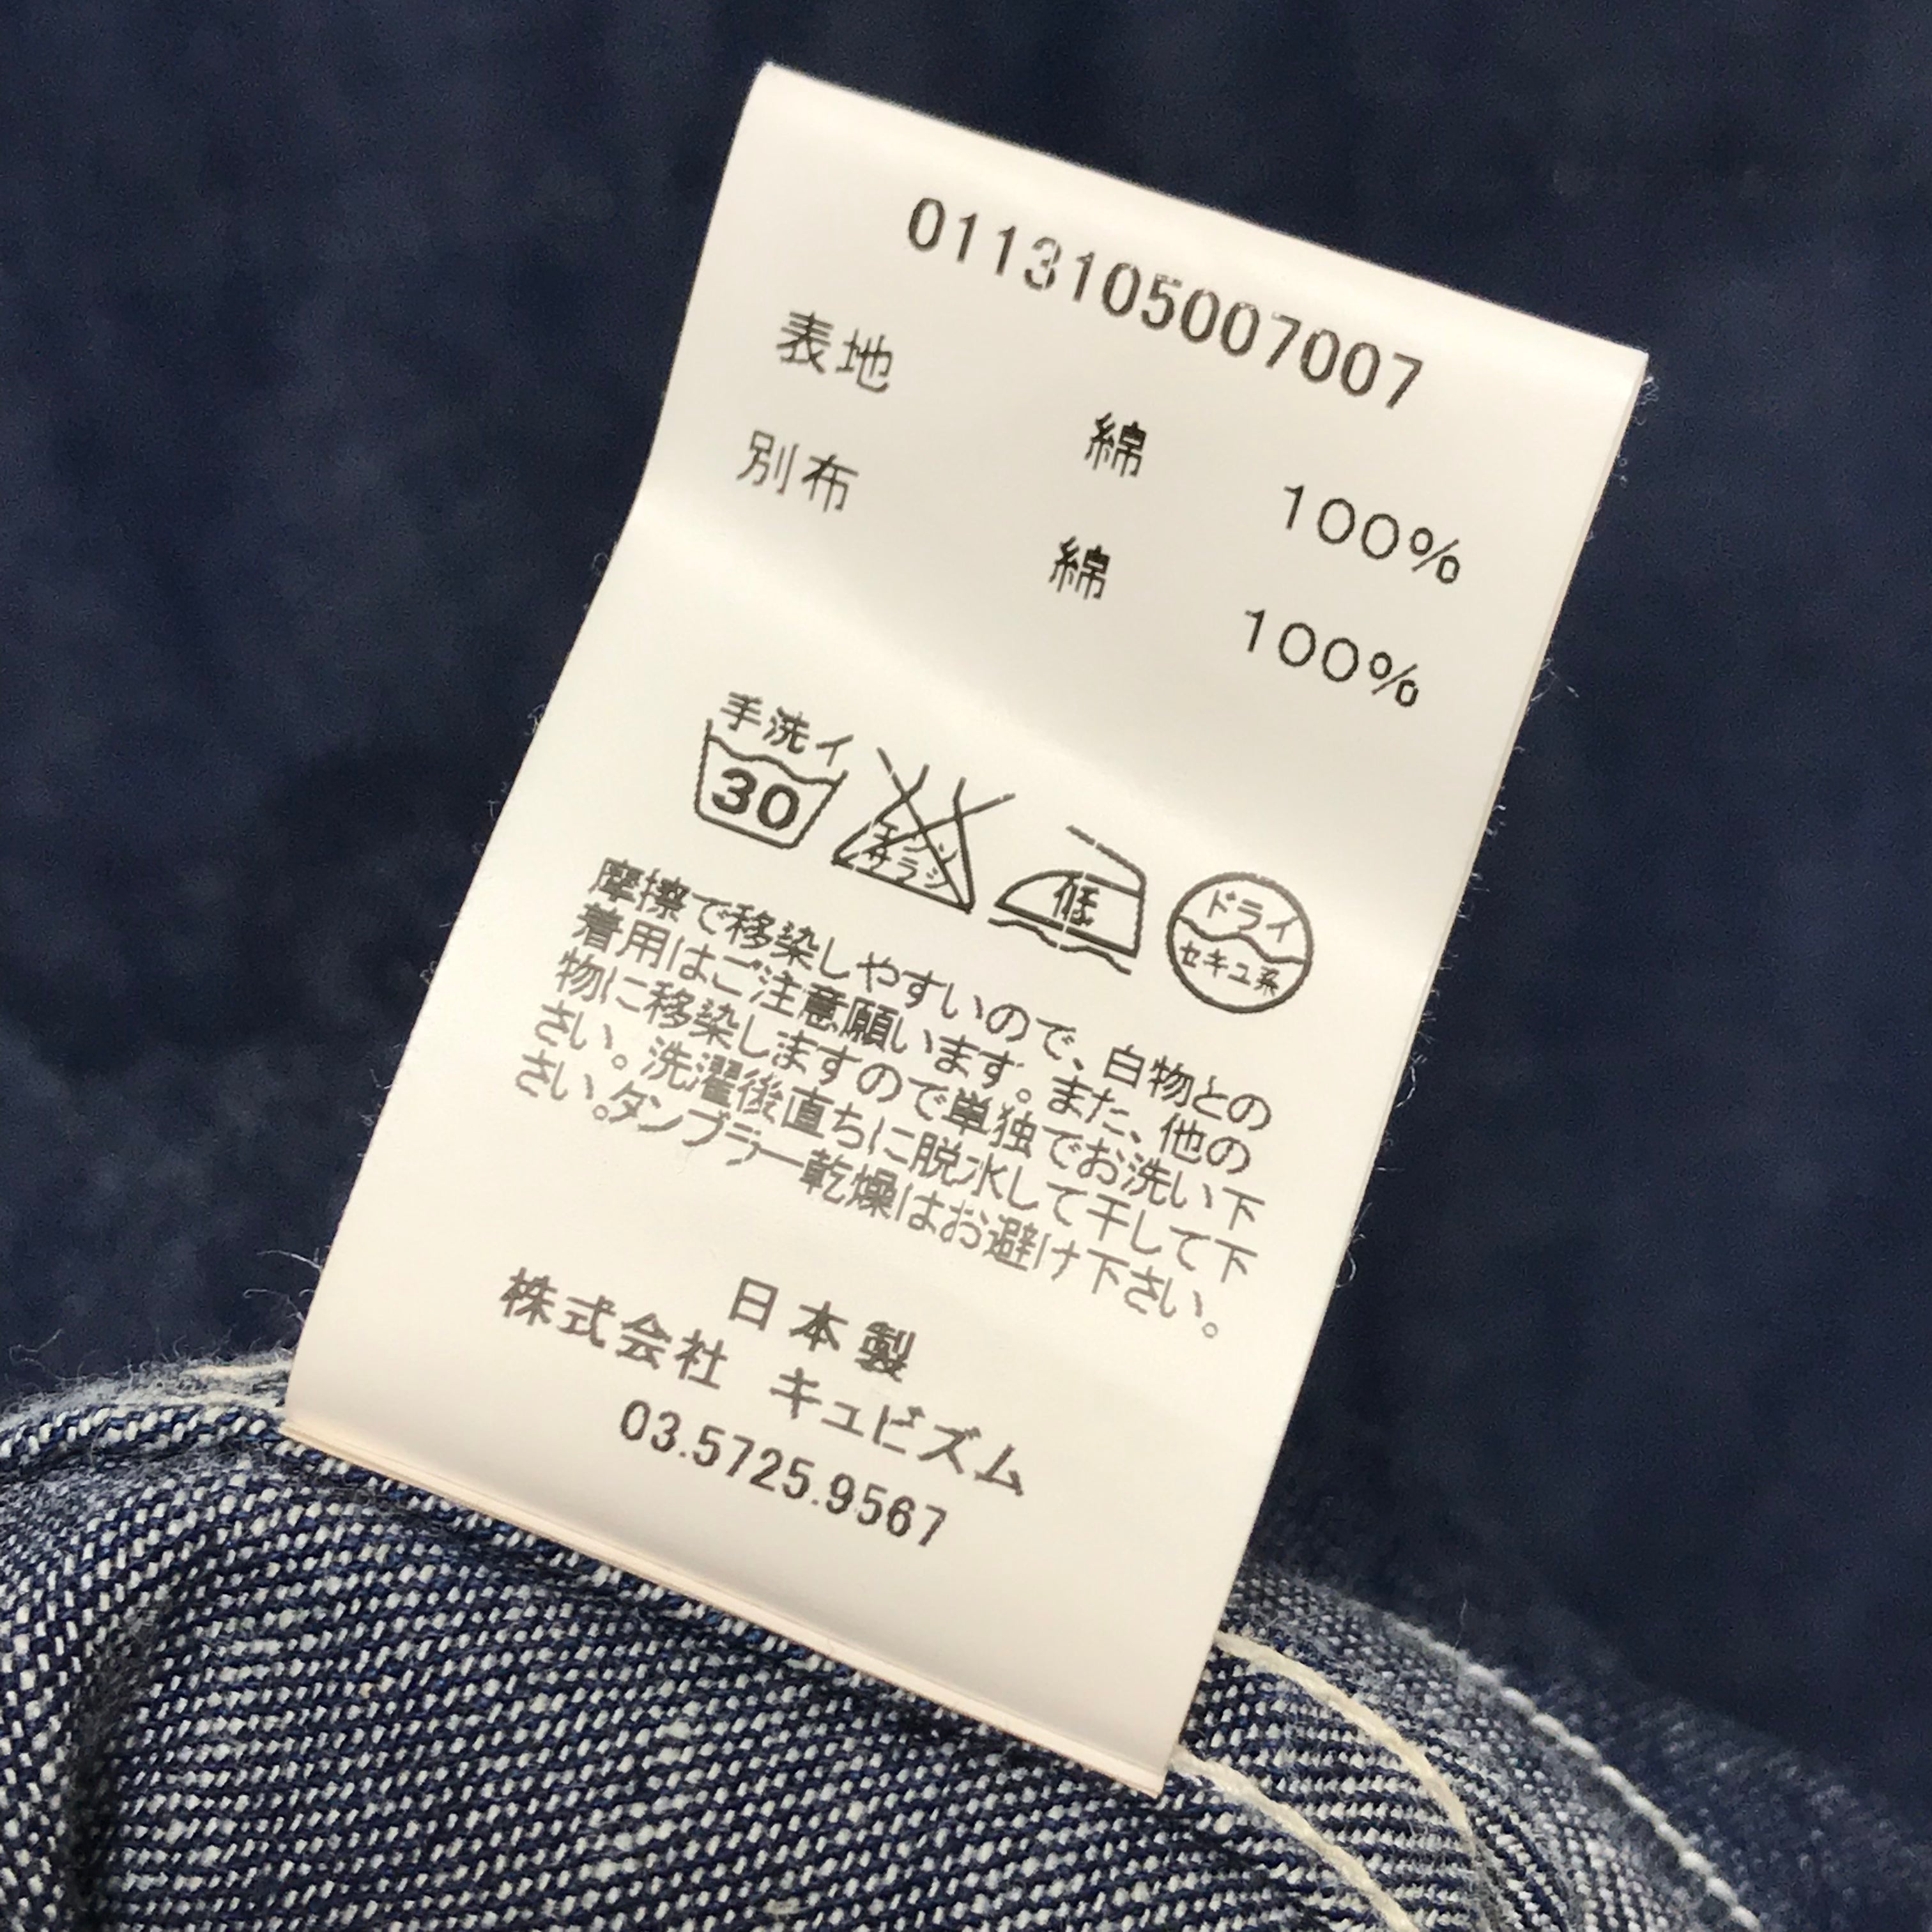 0113105007007
表地 綿 100%
別布 綿 100%
手洗イ
30
エンソ
サラシ
低
ドライ
セキユ系
摩擦で移染しやすいので、白物との
着用はご注意願います。また、他の
物に移染しますので単独でお洗い下
さい。洗濯後直ちに脱水して干して下
さい。タンブラー乾燥はお避け下さい。
日本製
株式会社 キュビズム
03.5725.9567